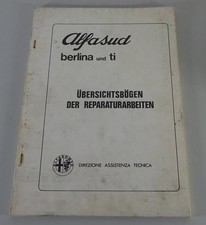 Alfasud
berlina und ti
ÜBERSICHTSBÖGEN
DER REPARATURARBEITEN
DIREZIONE ASSISTENZA TECNICA